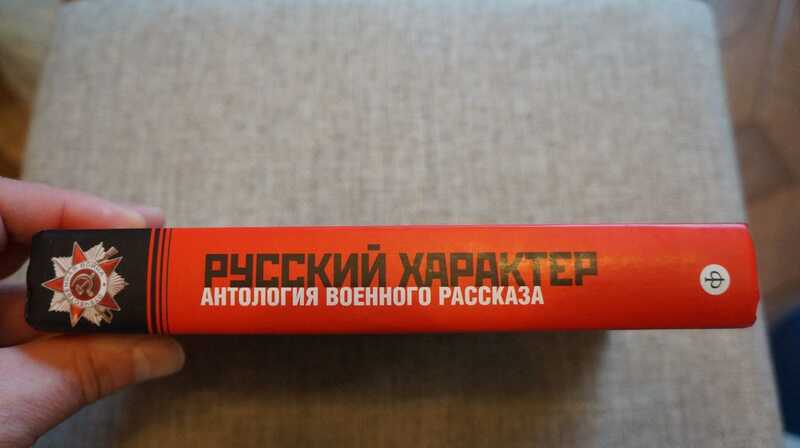 РУССКИЙ ХАРАКТЕР
АНТОЛОГИЯ ВОЕННОГО РАССКАЗА
Ф